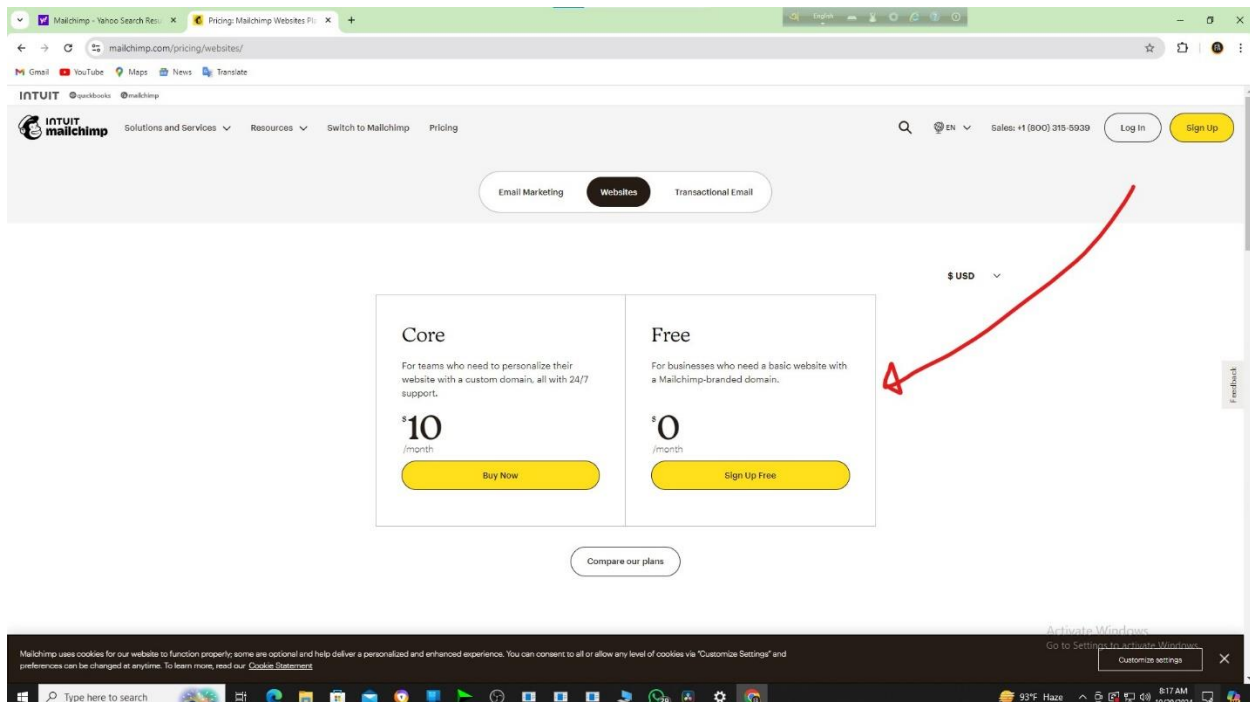 Mailchimp - Yahoo Search Resu
Pricing: Mailchimp Websites Pl
English
mailchimp.com/pricing/websites/
Gmail YouTube Maps News Translate
INTUIT quickbooks mailchimp
INTUIT
mailchimp
Solutions and Services Resources Switch to Mailchimp Pricing EN Sales: +1 (800) 315-5939 Log In Sign Up
Email Marketing Websites Transactional Email
$ USD
Core
For teams who need to personalize their
website with a custom domain, all with 24/7
support.
$10
/month
Buy Now
Free
For businesses who need a basic website with
a Mailchimp-branded domain.
$0
/month
Sign Up Free
Compare our plans
Feedback
Activate Windows
Go to Settings to activate Windows.
Mailchimp uses cookies for our website to function properly; some are optional and help deliver a personalized and enhanced experience. You can consent to all or allow any level of cookies via "Customize Settings" and
preferences can be changed at anytime. To learn more, read our Cookie Statement
Customize settings
Type here to search
93°F Haze
8:17 AM